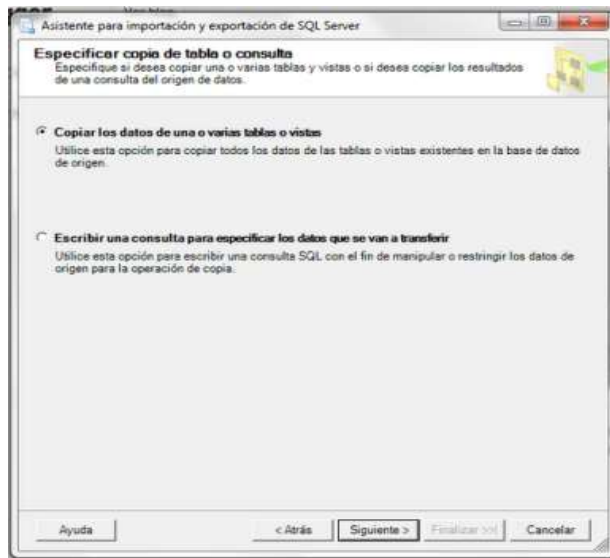 Asistente para importación y exportación de SQL Server
Especificar copia de tabla o consulta
Especifique si desea copiar una o varias tablas y vistas o si desea copiar los resultados
de una consulta del origen de datos.
Copiar los datos de una o varias tablas o vistas
Utilice esta opción para copiar todos los datos de las tablas o vistas existentes en la base de datos
de origen.
Escribir una consulta para especificar los datos que se van a transferir
Utilice esta opción para escribir una consulta SQL con el fin de manipular o restringir los datos de
origen para la operación de copia.
Ayuda
< Atrás
Siguiente >
Finalizar >>|
Cancelar